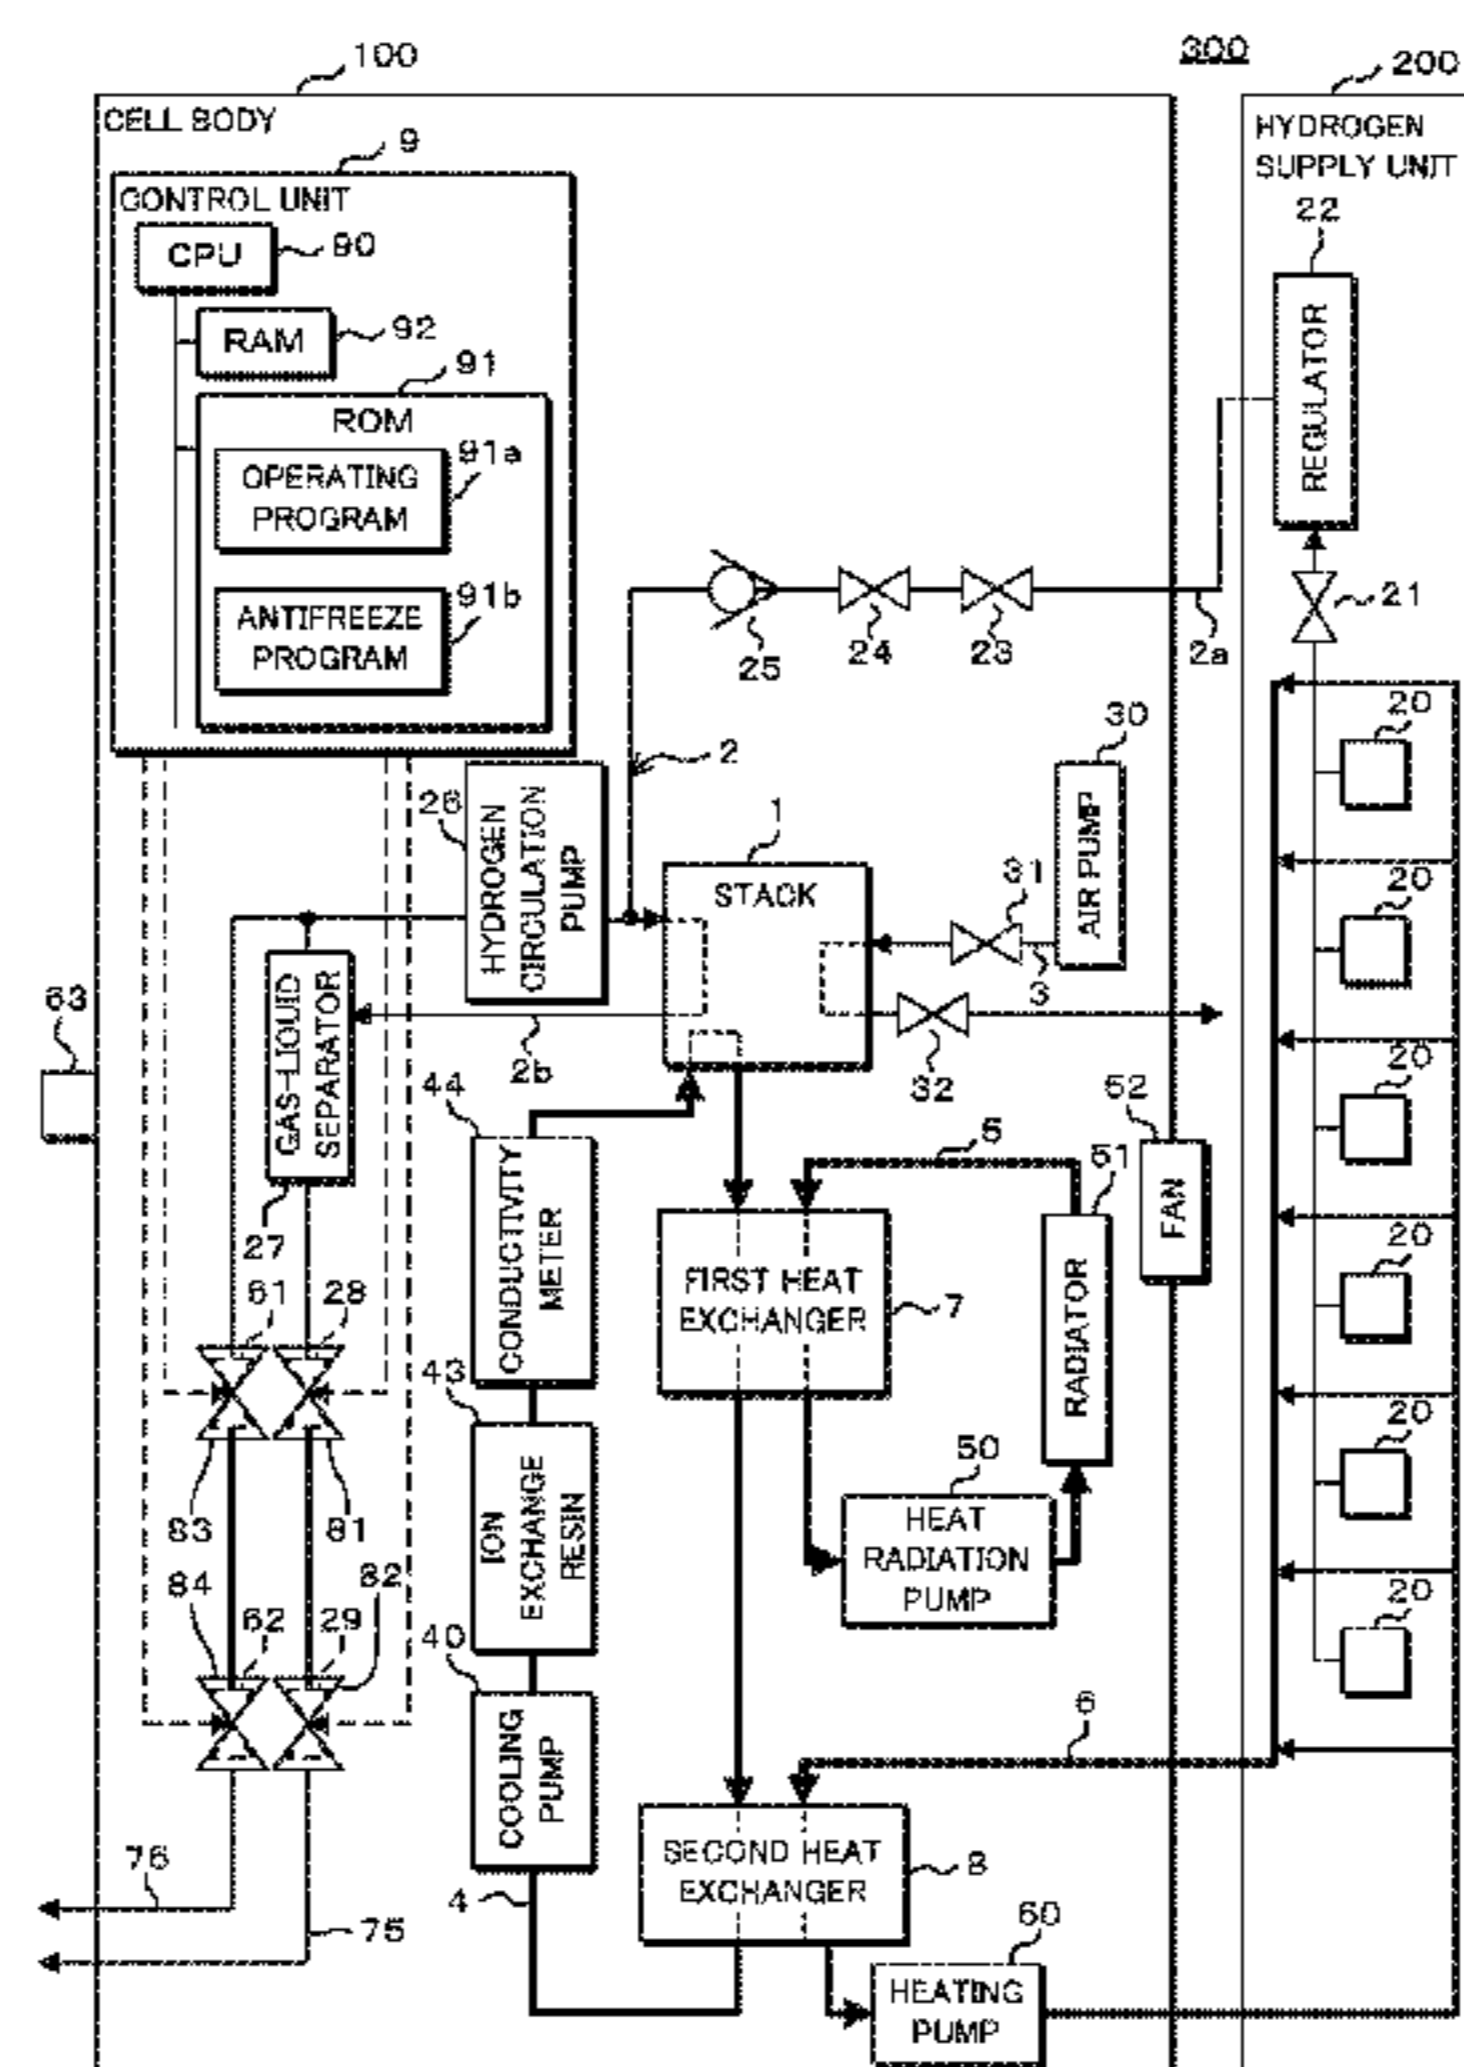 100
300
200
CELL BODY
9
CONTROL UNIT
CPU
90
RAM
92
91
ROM
91a
OPERATING
PROGRAM
91b
ANTIFREEZE
PROGRAM
HYDROGEN
SUPPLY UNIT
22
REGULATOR
21
25
24
23
2a
2
26
HYDROGEN
CIRCULATION
PUMP
1
STACK
30
AIR PUMP
31
3
32
20
20
20
20
20
20
63
GAS-LIQUID
SEPARATOR
27
2b
44
CONDUCTIVITY
METER
5
51
52
FAN
RADIATOR
FIRST HEAT
EXCHANGER
7
61
28
43
ION
EXCHANGE
RESIN
83
81
50
HEAT
RADIATION
PUMP
84
62
29
82
40
COOLING
PUMP
6
SECOND HEAT
EXCHANGER
8
76
75
4
60
HEATING
PUMP